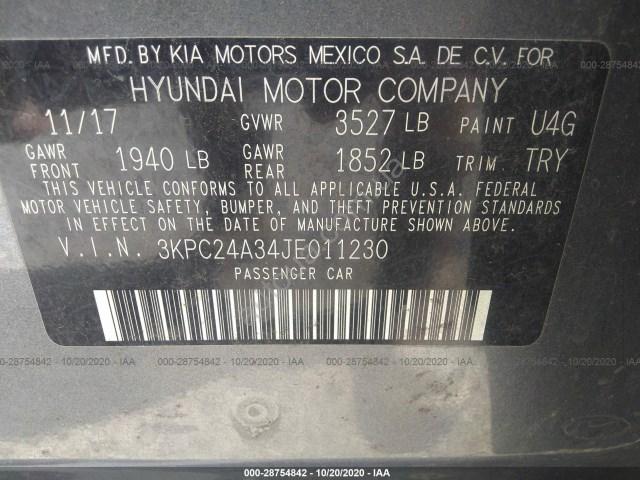 MFD. BY KIA MOTORS MEXICO S.A. DE C.V. FOR
HYUNDAI MOTOR COMPANY
11/17 GVWR 3527 LB PAINT U4G
GAWR FRONT 1940 LB GAWR REAR 1852 LB TRIM TRY
THIS VEHICLE CONFORMS TO ALL APPLICABLE U.S.A. FEDERAL
MOTOR VEHICLE SAFETY, BUMPER, AND THEFT PREVENTION
STANDARDS IN EFFECT ON THE DATE OF MANUFACTURE SHOWN ABOVE.
V.I.N. 3KPC24A34JE011230
PASSENGER CAR
000-28754842 - 10/20/2020 - IAA